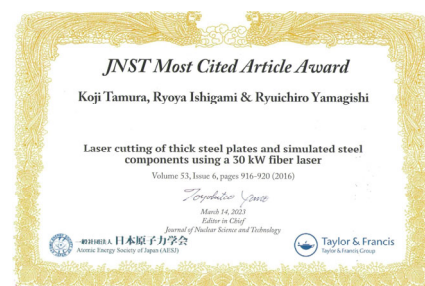 JNST Most Cited Article Award
Koji Tamura, Ryoya Ishigami & Ryuichiro Yamagishi
Laser cutting of thick steel plates and simulated steel
components using a 30 kW fiber laser
Volume 53, Issue 6, pages 916-920 (2016)
March 14, 2023
Editor in Chief
Journal of Nuclear Science and Technology
一般社団法人 日本原子力学会
Atomic Energy Society of Japan (AESJ)
Taylor & Francis
Taylor & Francis Group